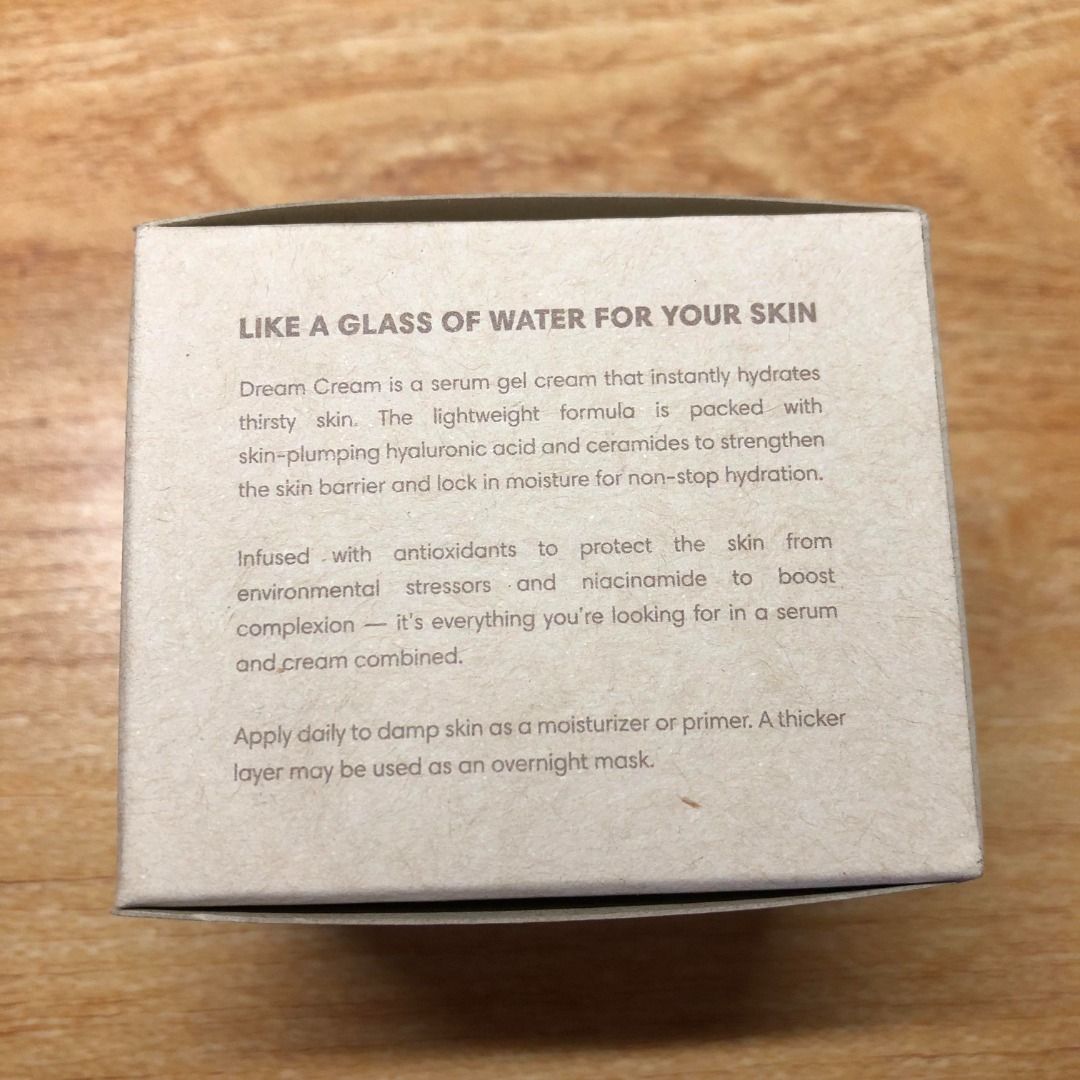 LIKE A GLASS OF WATER FOR YOUR SKIN
Dream Cream is a serum gel cream that instantly hydrates
thirsty skin. The lightweight formula is packed with
skin-plumping hyaluronic acid and ceramides to strengthen
the skin barrier and lock in moisture for non-stop hydration.
Infused with antioxidants to protect the skin from
environmental stressors and niacinamide to boost
complexion — it's everything you're looking for in a serum
and cream combined.
Apply daily to damp skin as a moisturizer or primer. A thicker
layer may be used as an overnight mask.